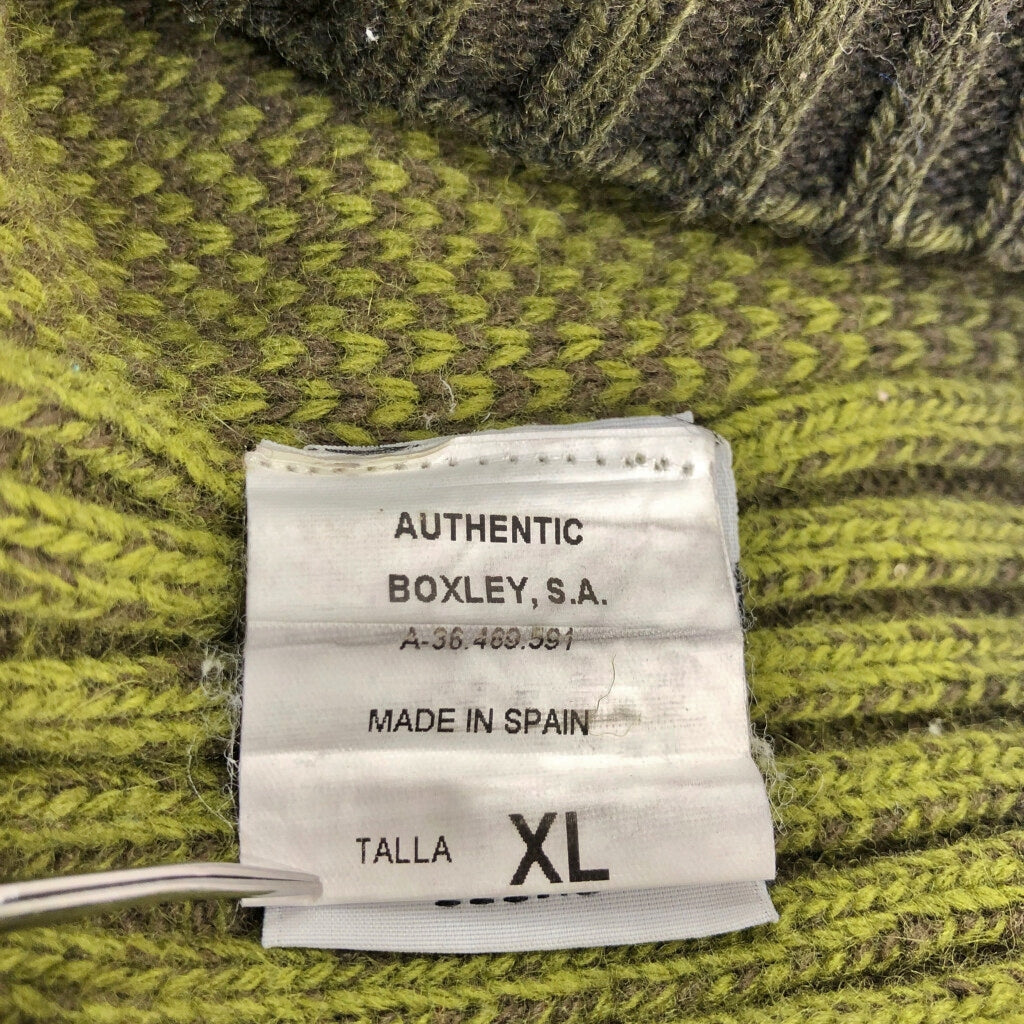 AUTHENTIC
BOXLEY, S.A.
A-36.469.591
MADE IN SPAIN
TALLA XL